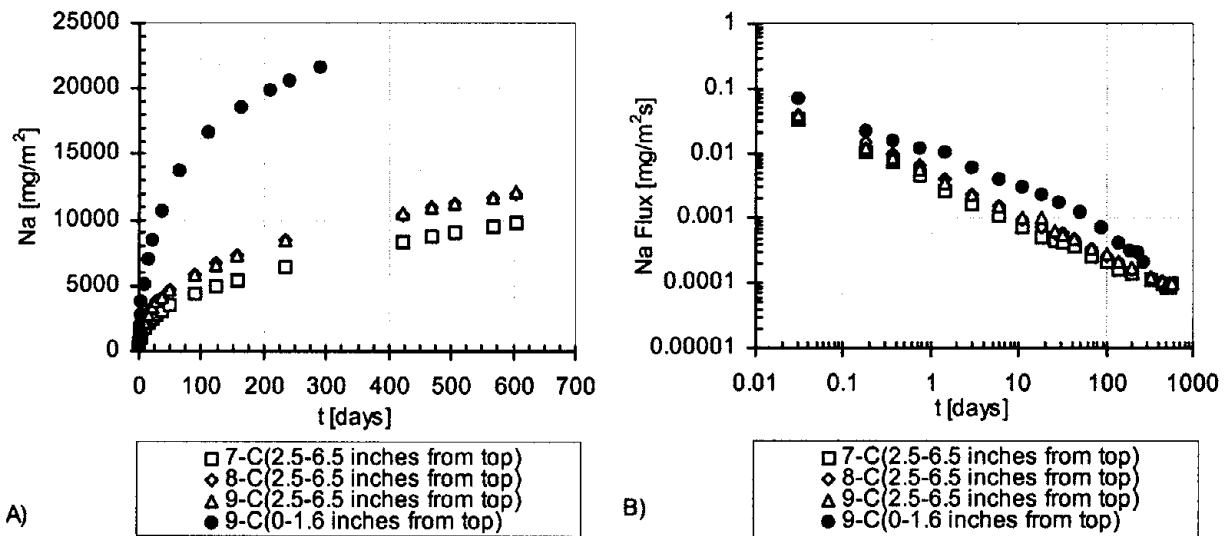 25000
20000
15000
10000
5000
0
Na [mg/m²]
0 100 200 300 400 500 600 700
t [days]
□ 7-C(2.5-6.5 inches from top)
◇ 8-C(2.5-6.5 inches from top)
△ 9-C(2.5-6.5 inches from top)
● 9-C(0-1.6 inches from top)
A)
1
0.1
0.01
0.001
0.0001
0.00001
Na Flux [mg/m²s]
0.01 0.1 1 10 100 1000
t [days]
□ 7-C(2.5-6.5 inches from top)
◇ 8-C(2.5-6.5 inches from top)
△ 9-C(2.5-6.5 inches from top)
● 9-C(0-1.6 inches from top)
B)